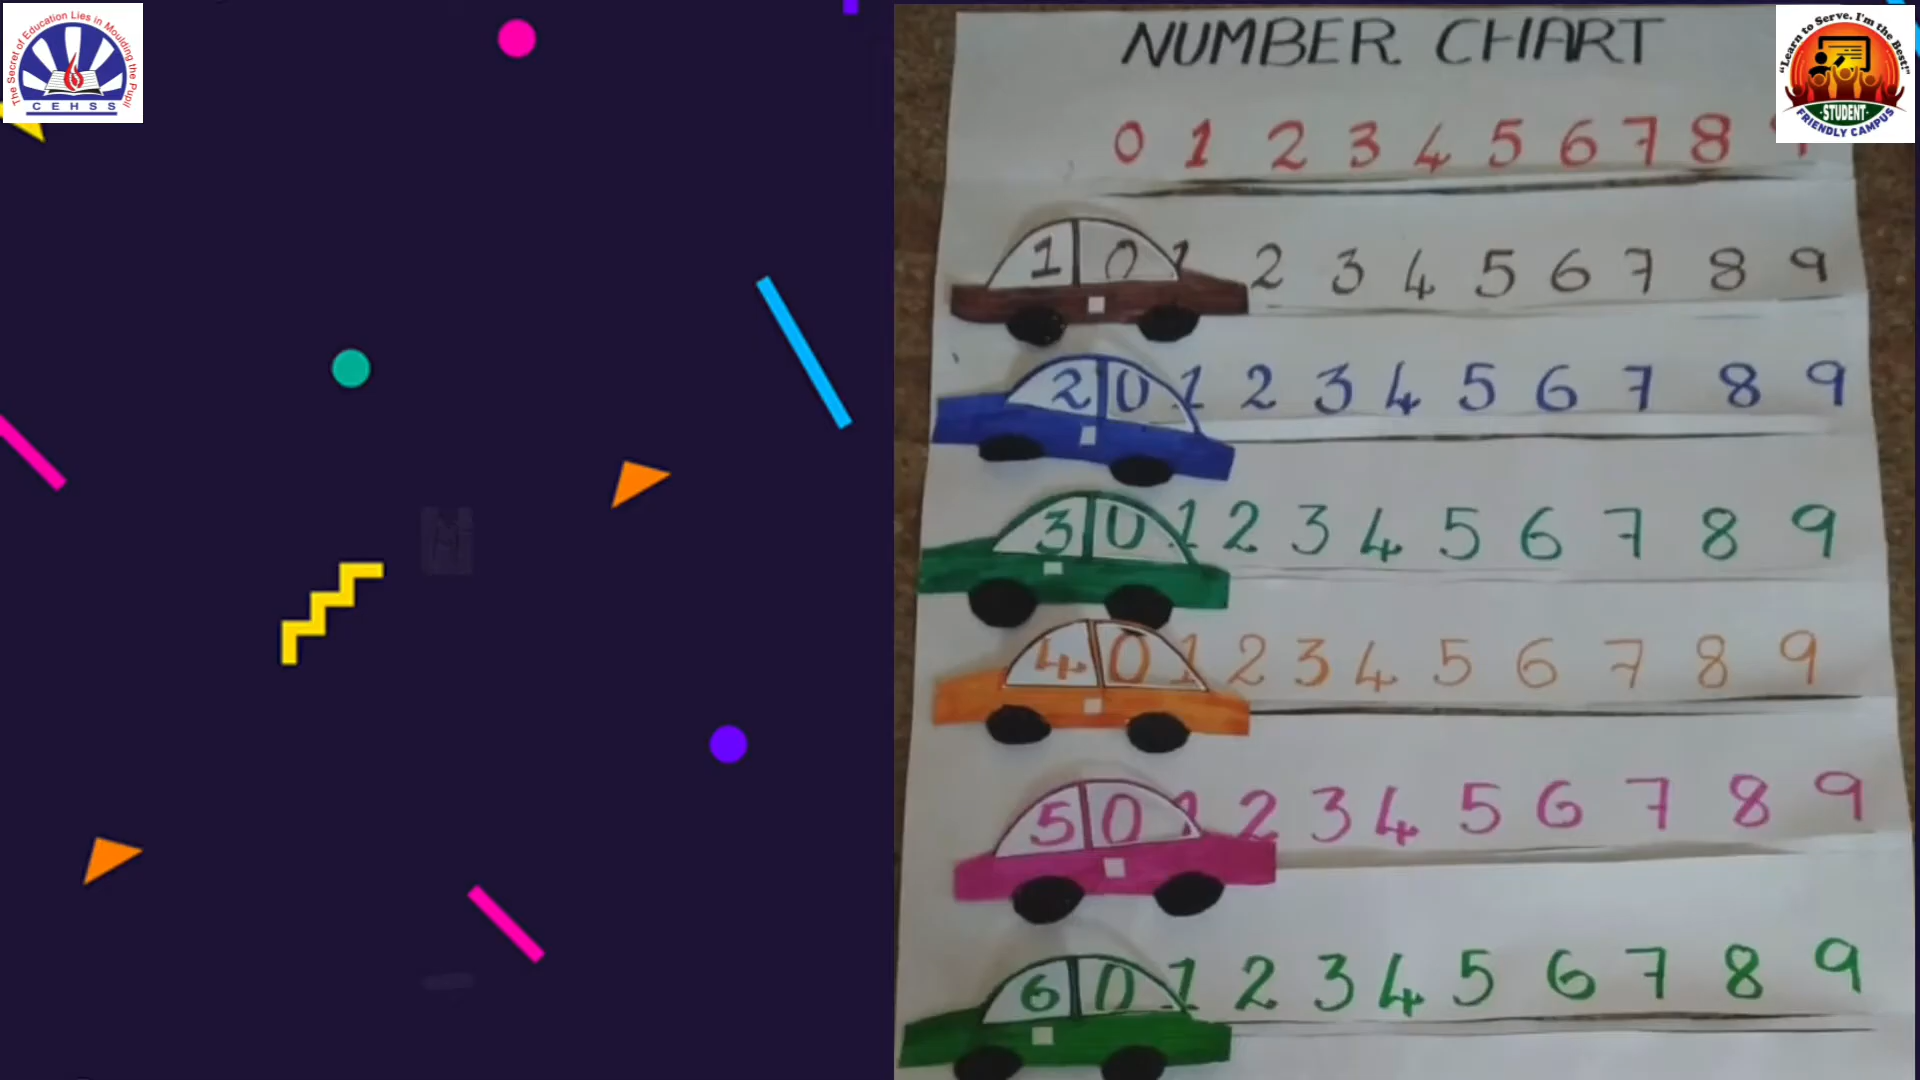 The Secret of Education Lies in Moulding the Pupil
CEHSS
"Learn to Serve. I'm the Best!"
STUDENT
FRIENDLY CAMPUS
NUMBER CHART
0 1 2 3 4 5 6 7 8
1 0 1 2 3 4 5 6 7 8 9
2 0 1 2 3 4 5 6 7 8 9
3 0 1 2 3 4 5 6 7 8 9
4 0 1 2 3 4 5 6 7 8 9
5 0 1 2 3 4 5 6 7 8 9
6 0 1 2 3 4 5 6 7 8 9